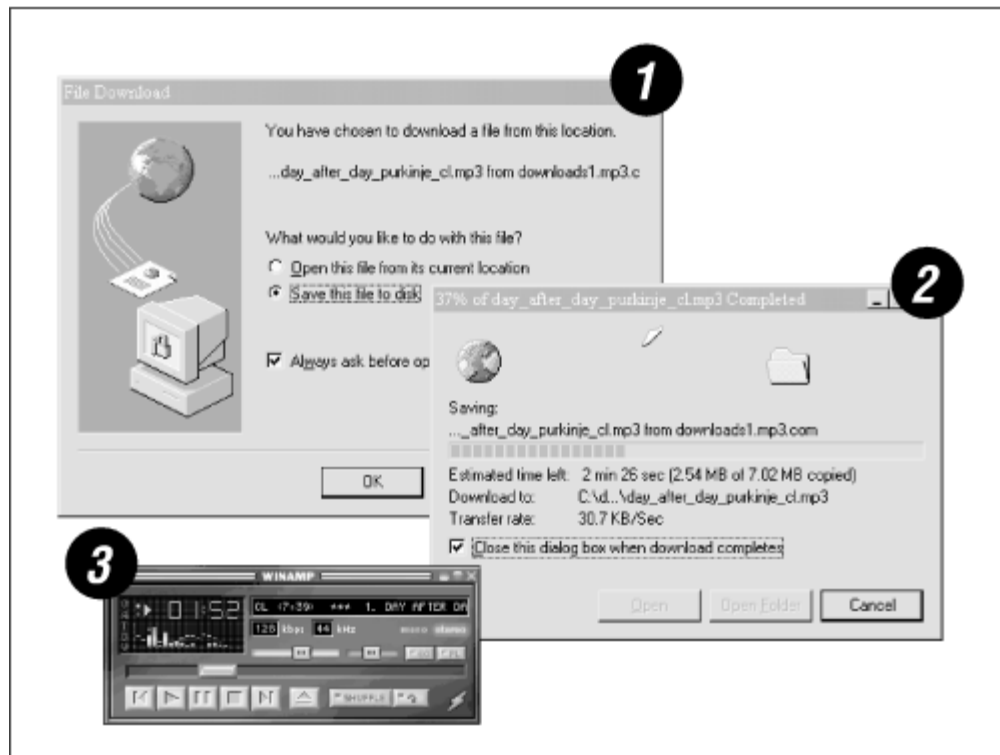 1
File Download
You have chosen to download a file from this location.
...day_after_day_purkinje_cl.mp3 from downloads1.mp3.c
What would you like to do with this file?
Open this file from its current location
Save this file to disk
Always ask before op
OK
2
37% of day_after_day_purkinje_cl.mp3 Completed
Saving:
..._after_day_purkinje_cl.mp3 from downloads1.mp3.com
Estimated time left: 2 min 26 sec (2.54 MB of 7.02 MB copied)
Download to: C:\d...\day_after_day_purkinje_cl.mp3
Transfer rate: 30.7 KB/Sec
Close this dialog box when download completes
Open Open Folder Cancel
3
WINAMP
01:52 CL (7:39) *** 1. DAY AFTER DA
128 kbps 44 kHz mono stereo
SHUFFLE